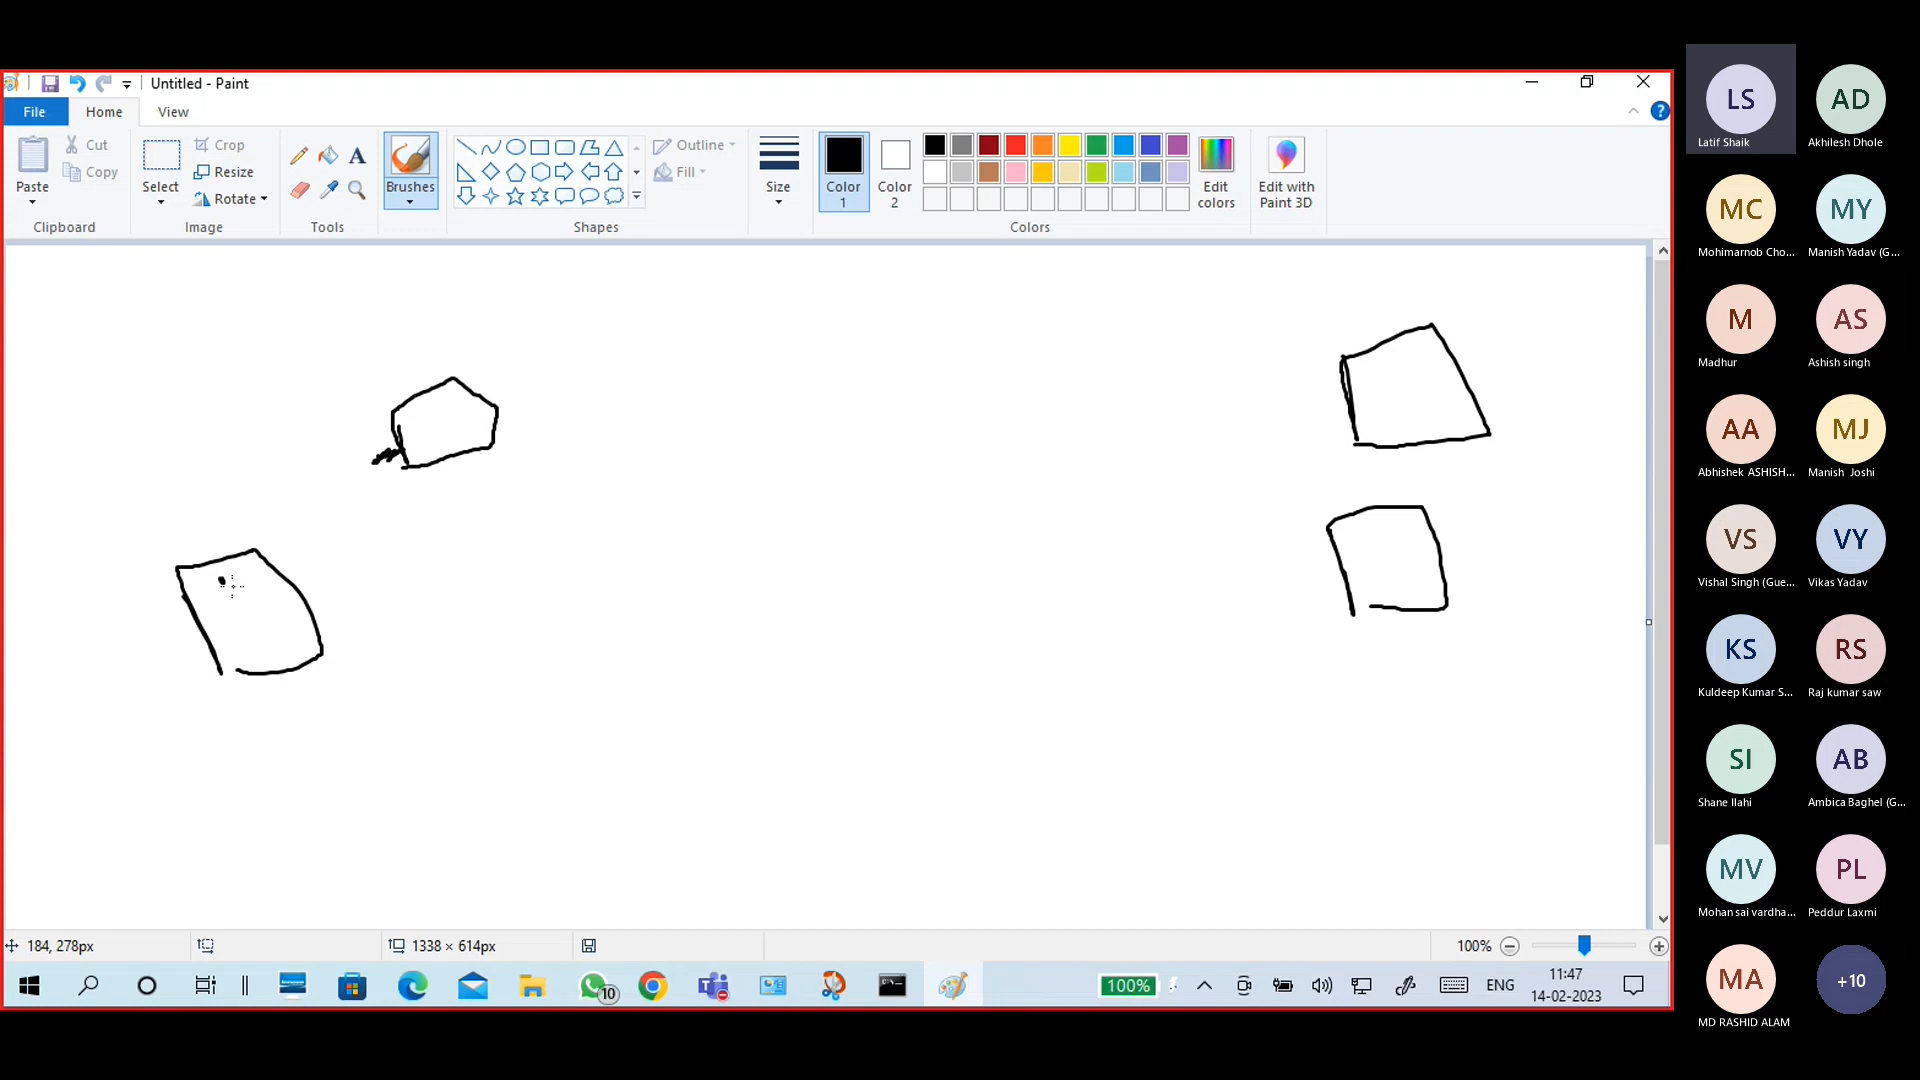 Untitled - Paint
File Home View
Paste
Cut
Copy
Clipboard
Select
Crop
Resize
Rotate
Image
A
Tools
Brushes
Shapes
Outline
Fill
Size
Color 1
Color 2
Edit colors
Colors
Edit with Paint 3D
?
184, 278px
1338 × 614px
100%
10
100%
ENG
11:47
14-02-2023
LS
Latif Shaik
AD
Akhilesh Dhole
MC
Mohimarnob Cho...
MY
Manish Yadav (G...
M
Madhur
AS
Ashish singh
AA
Abhishek ASHISH...
MJ
Manish Joshi
VS
Vishal Singh (Gue...
VY
Vikas Yadav
KS
Kuldeep Kumar S...
RS
Raj kumar saw
SI
Shane Ilahi
AB
Ambica Baghel (G...
MV
Mohan sai vardha...
PL
Peddur Laxmi
MA
MD RASHID ALAM
+10